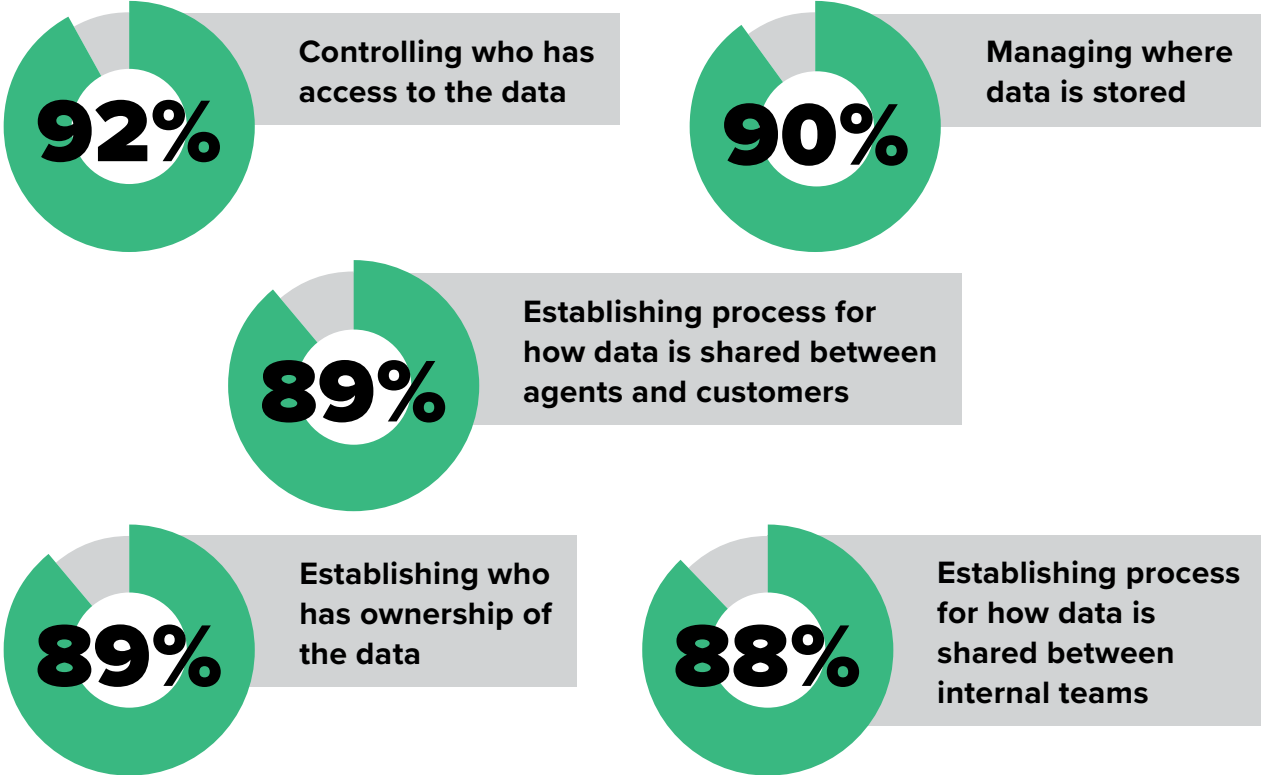 92%
Controlling who has
access to the data
90%
Managing where
data is stored
89%
Establishing process for
how data is shared between
agents and customers
89%
Establishing who
has ownership of
the data
88%
Establishing process
for how data is
shared between
internal teams